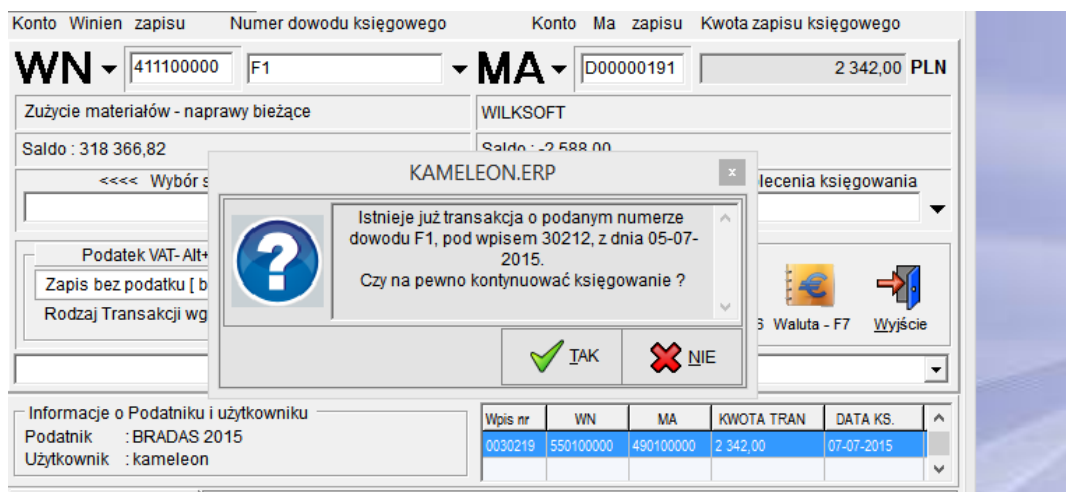 Konto Winien zapisu Numer dowodu księgowego Konto Ma zapisu Kwota zapisu księgowego
WN 411100000 F1 MA D00000191 2 342,00 PLN
Zużycie materiałów - naprawy bieżące WILKSOFT
Saldo : 318 366,82 Saldo : -2 588,00
<<<< Wybór s lecenia księgowania
KAMELEON.ERP
x
Istnieje już transakcja o podanym numerze
dowodu F1, pod wpisem 30212, z dnia 05-07-
2015.
Czy na pewno kontynuować księgowanie ?
TAK NIE
Podatek VAT- Alt+
Zapis bez podatku [ b
Rodzaj Transakcji wg
6 Waluta - F7 Wyjście
Informacje o Podatniku i użytkowniku
Podatnik : BRADAS 2015
Użytkownik : kameleon
Wpis nr WN MA KWOTA TRAN DATA KS.
0030219 550100000 490100000 2 342,00 07-07-2015